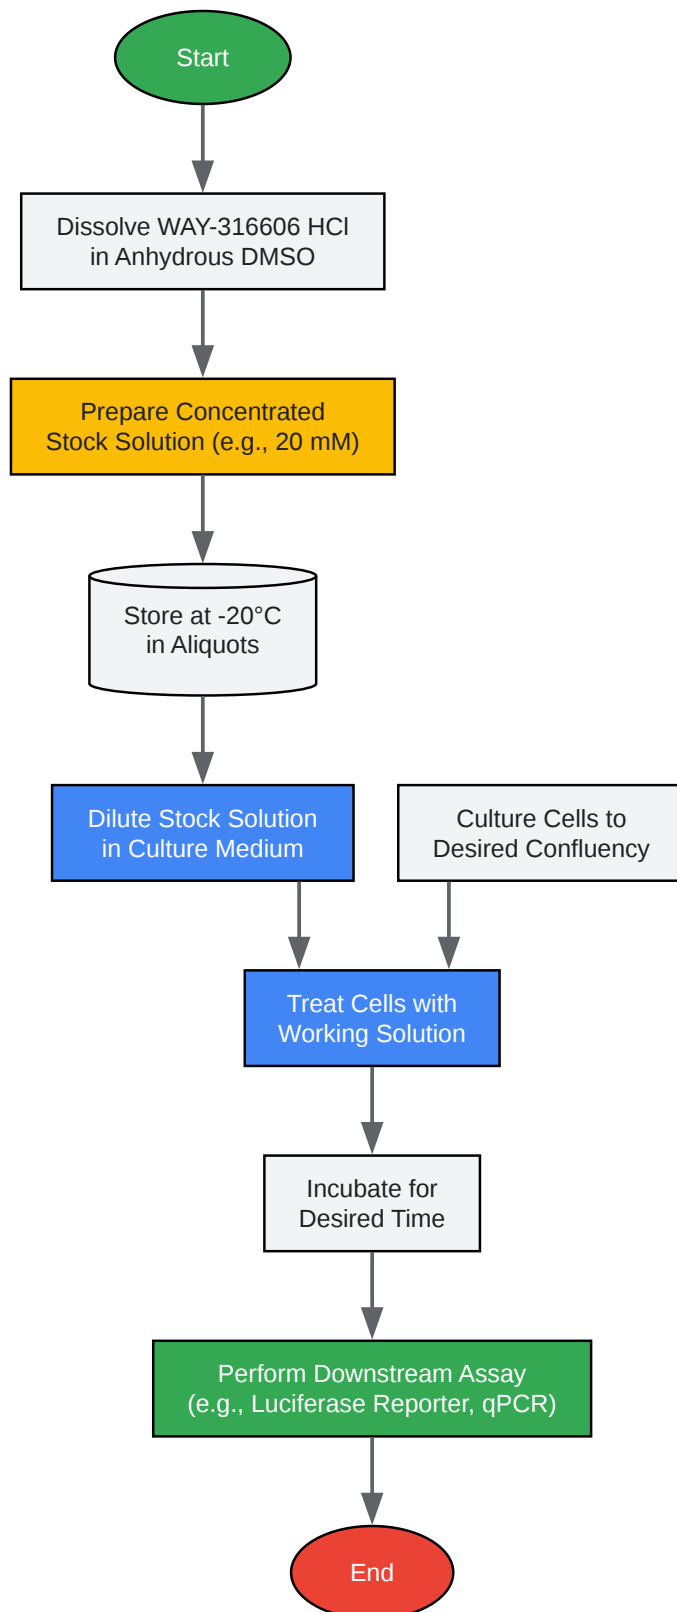 Start
Dissolve WAY-316606 HCl
in Anhydrous DMSO
Prepare Concentrated
Stock Solution (e.g., 20 mM)
Store at -20°C
in Aliquots
Dilute Stock Solution
in Culture Medium
Culture Cells to
Desired Confluency
Treat Cells with
Working Solution
Incubate for
Desired Time
Perform Downstream Assay
(e.g., Luciferase Reporter, qPCR)
End